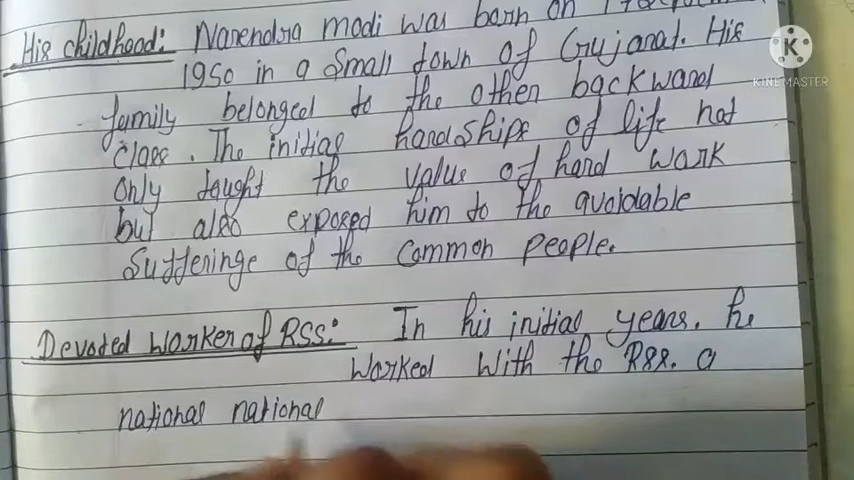 His childhood: Narendra modi was born on 17
1950 in a Small town of Gujarat. His
family belonged to the other backward
class. The initial hardships of life not
only taught the value of hard work
but also exposed him to the avoidable
Sufferings of the Common People.
Devoted Worker of RSS: In his initial years, he
Worked With the RSS. a
national national
K
KINEMASTER